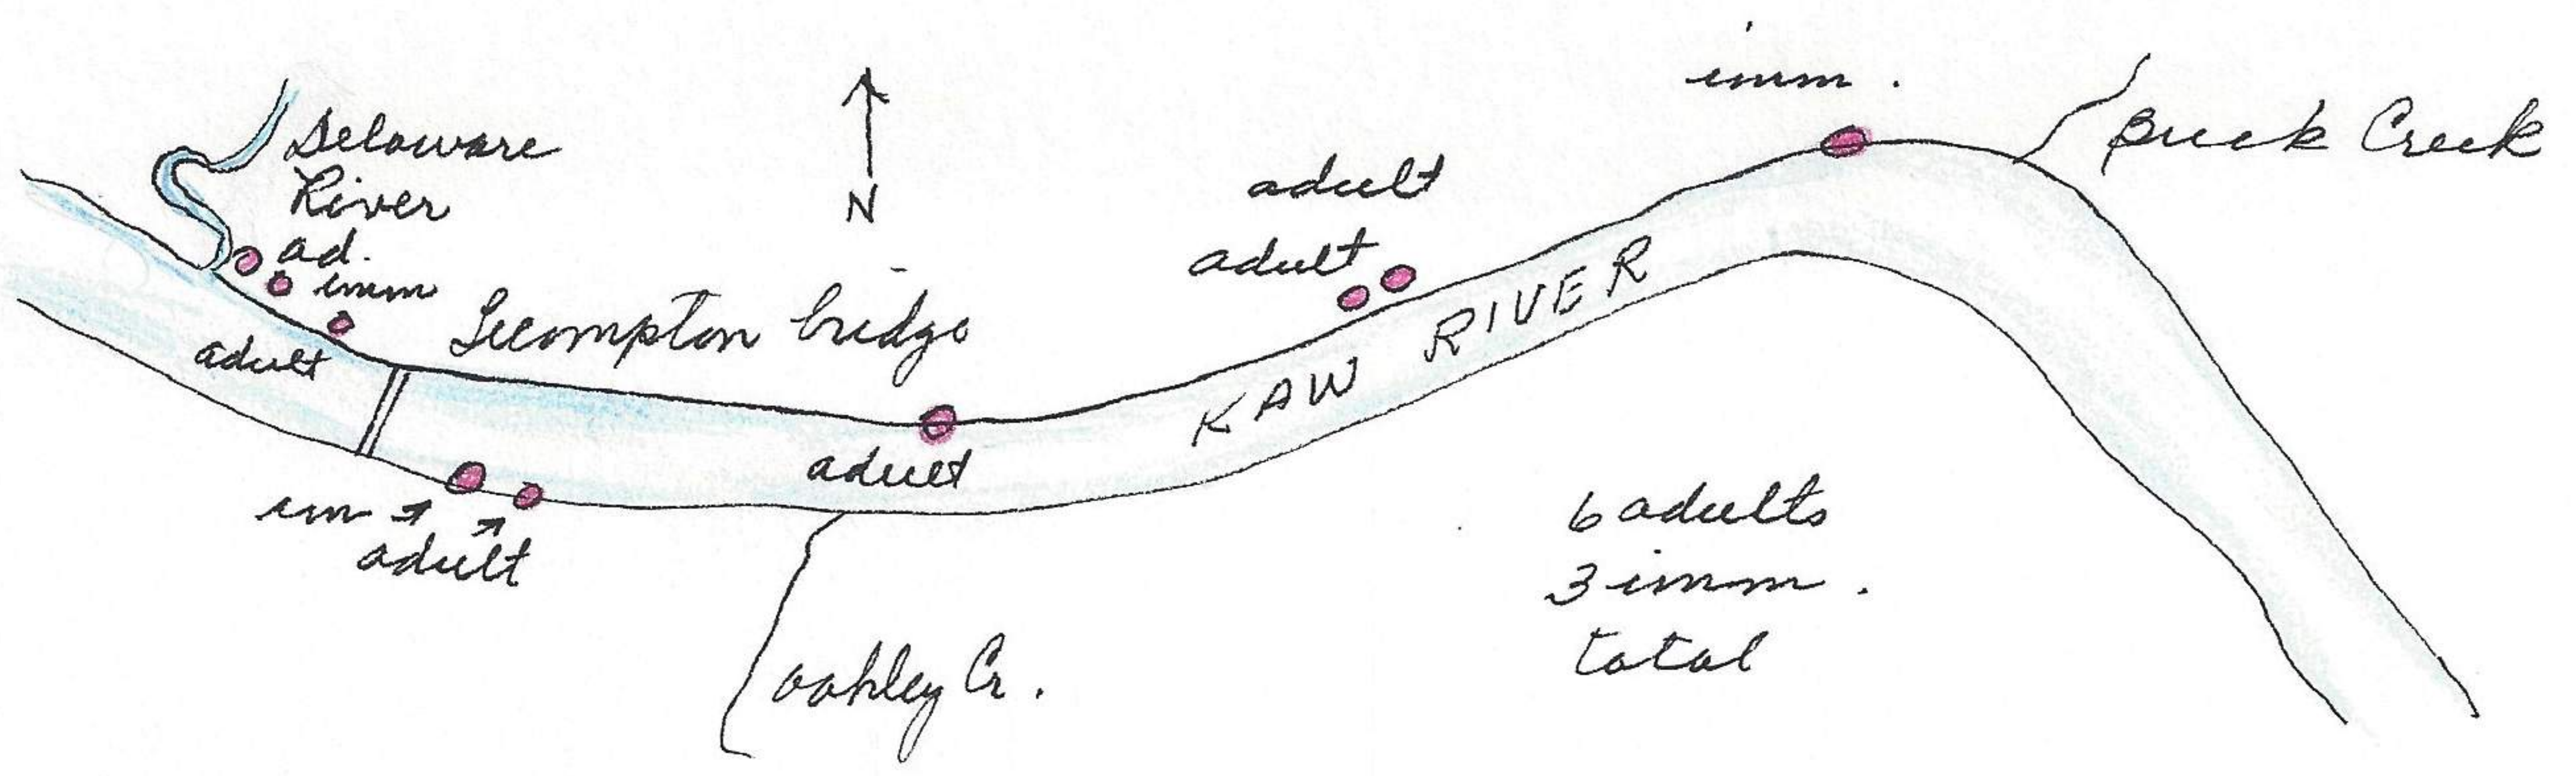 imm.
Delaware
River
ad.
imm
adult
Lecompton bridge
N
adult
adult
imm
adult
adult
KAW RIVER
Buck Creek
oakley Cr.
6 adults
3 imm.
total